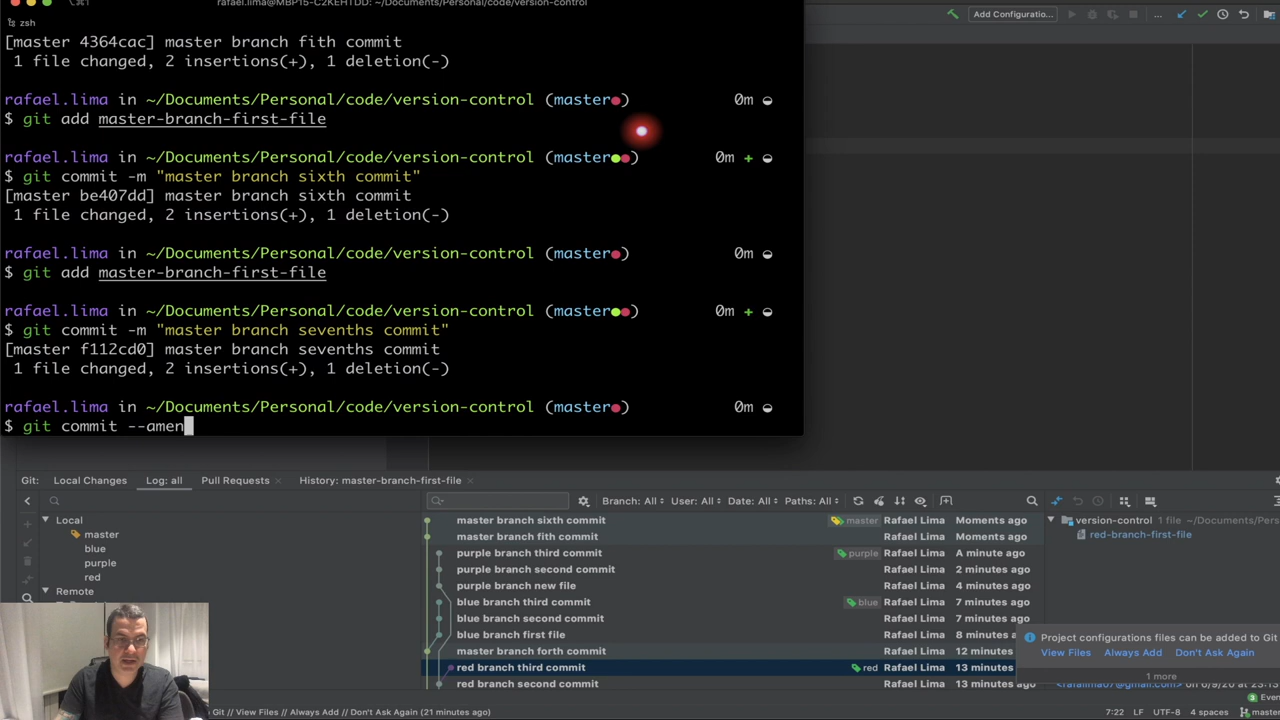 rafael.lima@MBP15-C2KEHTDD: ~/Documents/Personal/code/version-control
zsh
[master 4364cac] master branch fith commit
1 file changed, 2 insertions(+), 1 deletion(-)
rafael.lima in ~/Documents/Personal/code/version-control (master●) 0m
$ git add master-branch-first-file
rafael.lima in ~/Documents/Personal/code/version-control (master●●) 0m +
$ git commit -m "master branch sixth commit"
[master be407dd] master branch sixth commit
1 file changed, 2 insertions(+), 1 deletion(-)
rafael.lima in ~/Documents/Personal/code/version-control (master●) 0m
$ git add master-branch-first-file
rafael.lima in ~/Documents/Personal/code/version-control (master●●) 0m +
$ git commit -m "master branch sevenths commit"
[master f112cd0] master branch sevenths commit
1 file changed, 2 insertions(+), 1 deletion(-)
rafael.lima in ~/Documents/Personal/code/version-control (master●) 0m
$ git commit --amen
Add Configuratio...
Git: Local Changes Log: all Pull Requests History: master-branch-first-file
Branch: All User: All Date: All Paths: All
Local
master
blue
purple
red
Remote
master branch sixth commit master Rafael Lima Moments ago
master branch fith commit Rafael Lima Moments ago
purple branch third commit purple Rafael Lima A minute ago
purple branch second commit Rafael Lima 2 minutes ago
purple branch new file Rafael Lima 4 minutes ago
blue branch third commit blue Rafael Lima 7 minutes ago
blue branch second commit Rafael Lima 7 minutes ago
blue branch first file Rafael Lima 8 minutes ago
master branch forth commit Rafael Lima 12 minutes
red branch third commit red Rafael Lima 13 minutes
red branch second commit Rafael Lima 13 minutes
version-control 1 file ~/Documents/Pers
red-branch-first-file
Project configurations files can be added to Git
View Files Always Add Don't Ask Again
1 more
Git // View Files // Always Add // Don't Ask Again (21 minutes ago)
3 Even
7:22 LF UTF-8 4 spaces master